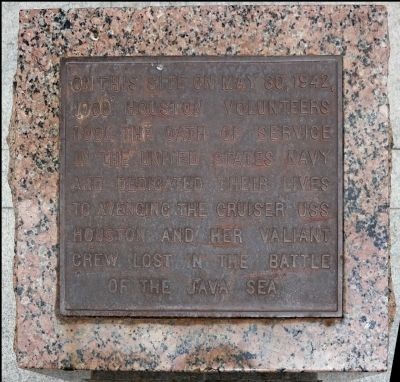 ON THIS SITE ON MAY 30, 1942,
1000 HOUSTON VOLUNTEERS
TOOK THE OATH OF SERVICE
IN THE UNITED STATES NAVY
AND DEDICATED THEIR LIVES
TO AVENGING THE CRUISER USS
HOUSTON AND HER VALIANT
CREW LOST IN THE BATTLE
OF THE JAVA SEA.